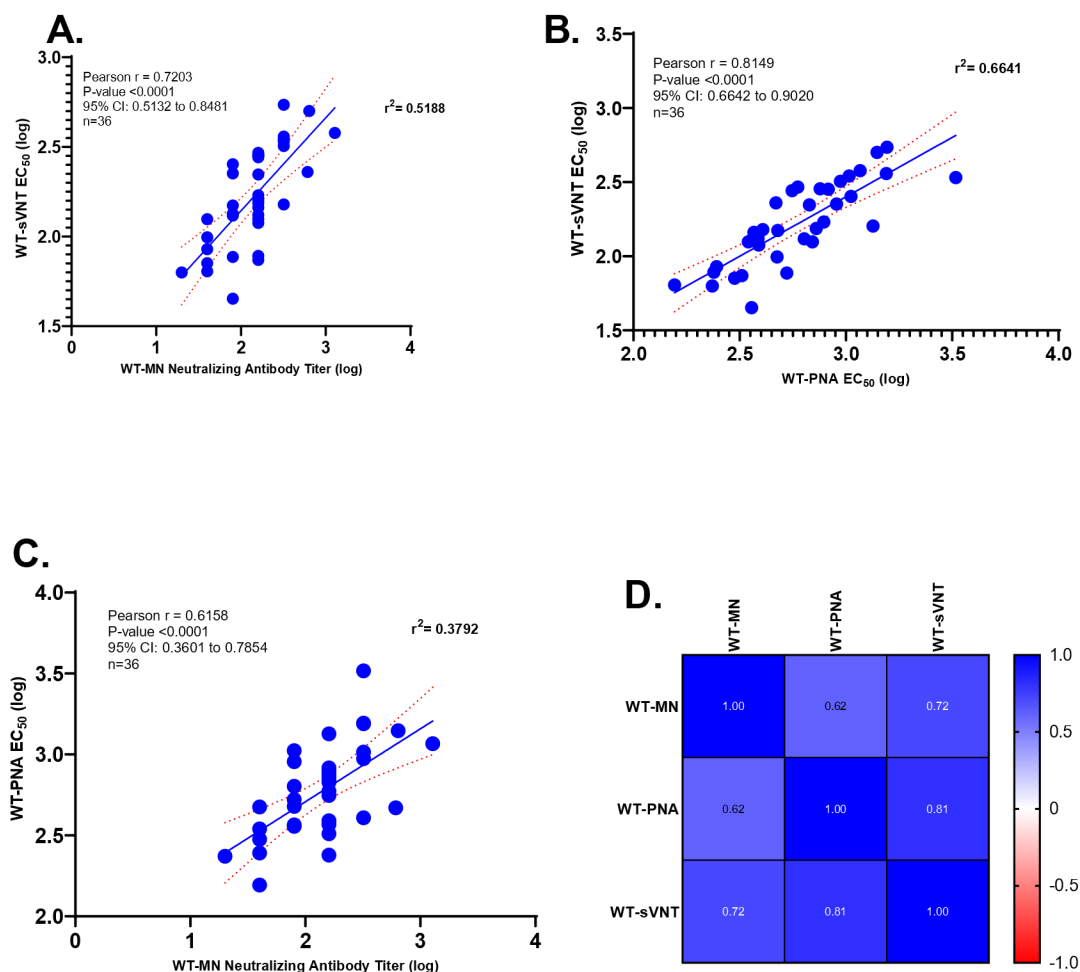 A.
Pearson r = 0.7203
P-value <0.0001
95% CI: 0.5132 to 0.8481
n=36
r²= 0.5188
WT-sVNT EC₅₀ (log)
3.0
2.5
2.0
1.5
0
1
2
3
4
WT-MN Neutralizing Antibody Titer (log)
B.
Pearson r = 0.8149
P-value <0.0001
95% CI: 0.6642 to 0.9020
n=36
r²= 0.6641
WT-sVNT EC₅₀ (log)
3.5
3.0
2.5
2.0
1.5
2.0
2.5
3.0
3.5
4.0
WT-PNA EC₅₀ (log)
C.
Pearson r = 0.6158
P-value <0.0001
95% CI: 0.3601 to 0.7854
n=36
r²= 0.3792
WT-PNA EC₅₀ (log)
4.0
3.5
3.0
2.5
2.0
0
1
2
3
4
WT-MN Neutralizing Antibody Titer (log)
D.
WT-MN
WT-PNA
WT-sVNT
WT-MN
1.00
0.62
0.72
WT-PNA
0.62
1.00
0.81
WT-sVNT
0.72
0.81
1.00
1.0
0.5
0
-0.5
-1.0